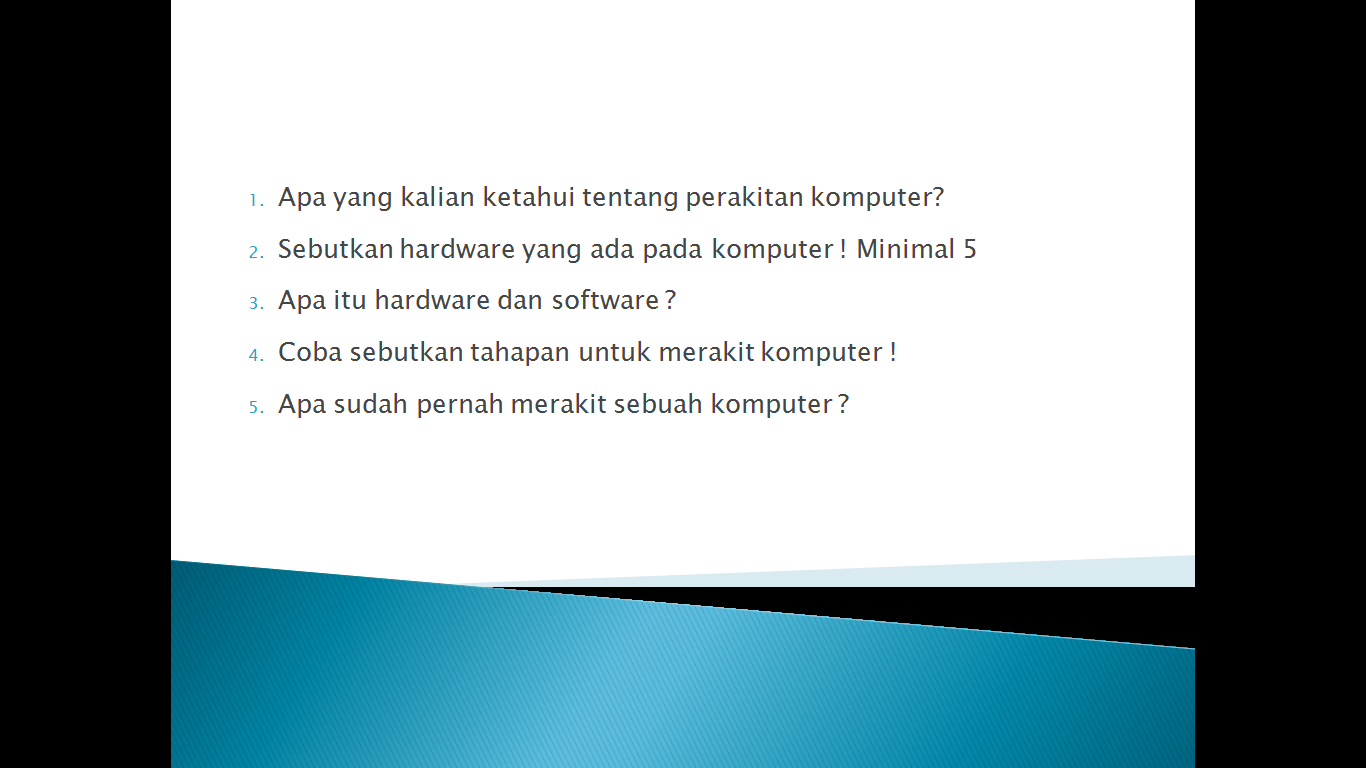 1. Apa yang kalian ketahui tentang perakitan komputer?
2. Sebutkan hardware yang ada pada komputer ! Minimal 5
3. Apa itu hardware dan software ?
4. Coba sebutkan tahapan untuk merakit komputer !
5. Apa sudah pernah merakit sebuah komputer ?